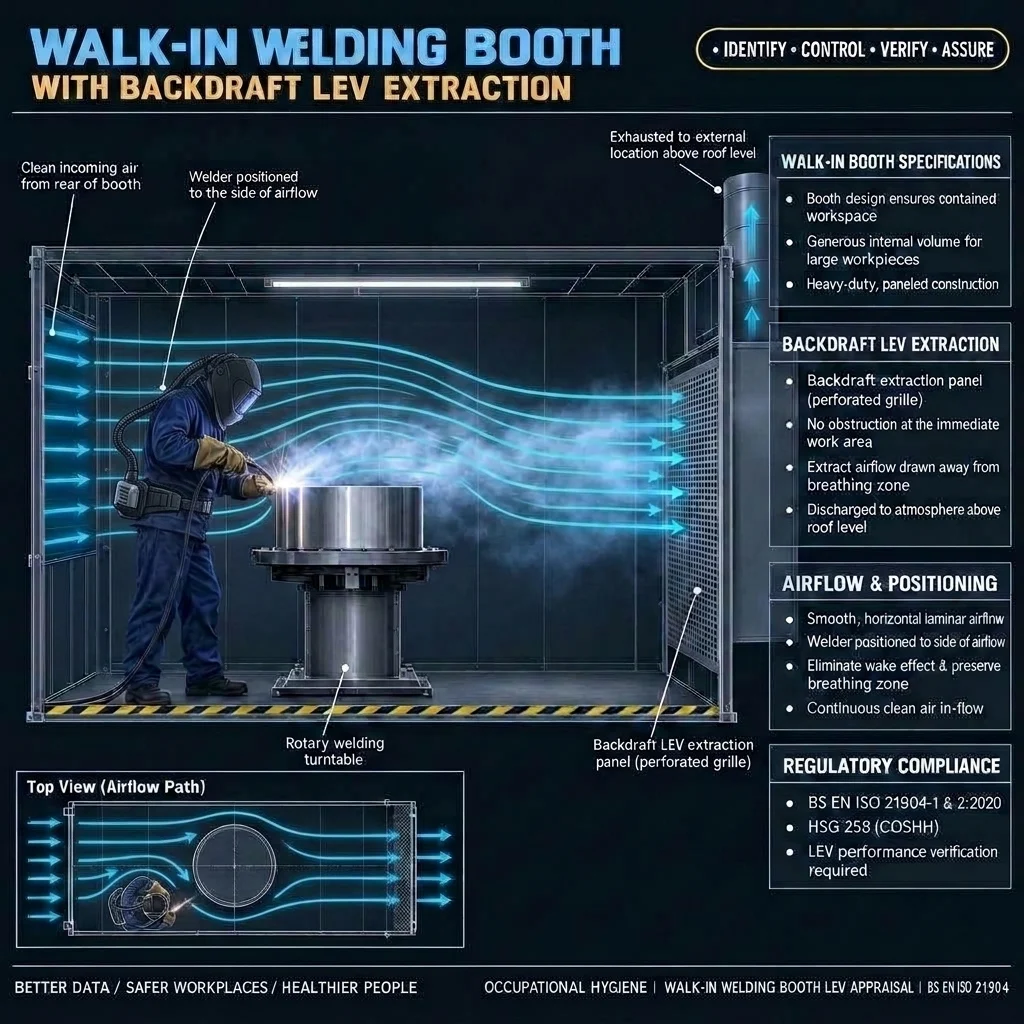 WALK-IN WELDING BOOTH
WITH BACKDRAFT LEV EXTRACTION
• IDENTIFY • CONTROL • VERIFY • ASSURE
Clean incoming air
from rear of booth
Welder positioned
to the side of airflow
Exhausted to external
location above roof level
WALK-IN BOOTH SPECIFICATIONS
• Booth design ensures contained
workspace
• Generous internal volume for
large workpieces
• Heavy-duty, paneled construction
BACKDRAFT LEV EXTRACTION
• Backdraft extraction panel
(perforated grille)
• No obstruction at the immediate
work area
• Extract airflow drawn away from
breathing zone
• Discharged to atmosphere above
roof level
AIRFLOW & POSITIONING
• Smooth, horizontal laminar
• Welder positioned to side of airflow
• Eliminate wake effect & preserve
breathing zone
• Continuous clean air in-flow
Rotary welding
turntable
Backdraft LEV extraction
panel (perforated grille)
REGULATORY COMPLIANCE
• BS EN ISO 21904-1 & 2:2020
• HSG 258 (COSHH)
• LEV performance verification
required
Top View (Airflow Path)
BETTER DATA / SAFER WORKPLACES / HEALTHIER PEOPLE
OCCUPATIONAL HYGIENE | WALK-IN WELDING BOOTH LEV APPRAISAL | BS EN ISO 21904